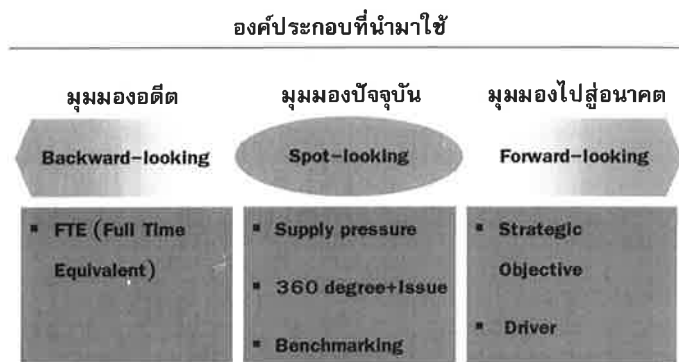 องค์ประกอบที่นำมาใช้
มุมมองอดีต
Backward-looking
▪ FTE (Full Time
Equivalent)
มุมมองปัจจุบัน
Spot-looking
▪ Supply pressure
▪ 360 degree+Issue
▪ Benchmarking
มุมมองไปสู่อนาคต
Forward-looking
▪ Strategic
Objective
▪ Driver